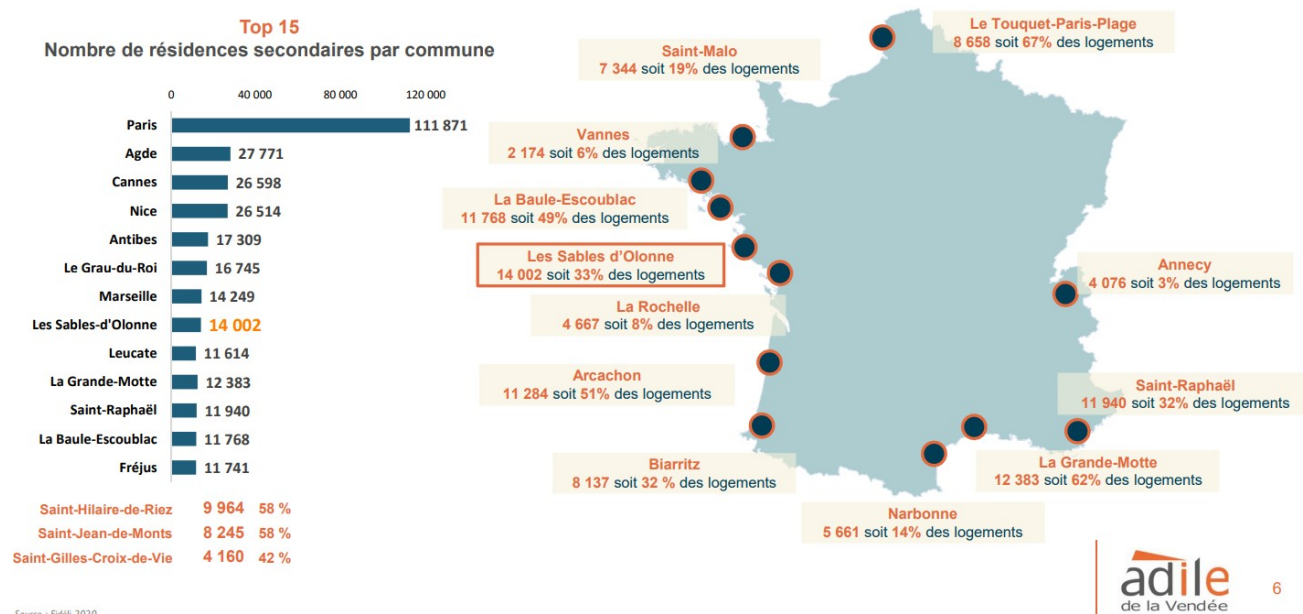 Top 15
Nombre de résidences secondaires par commune
0 40 000 80 000 120 000
Paris 111 871
Agde 27 771
Cannes 26 598
Nice 26 514
Antibes 17 309
Le Grau-du-Roi 16 745
Marseille 14 249
Les Sables-d'Olonne 14 002
Leucate 11 614
La Grande-Motte 12 383
Saint-Raphaël 11 940
La Baule-Escoublac 11 768
Fréjus 11 741
Saint-Hilaire-de-Riez 9 964 58 %
Saint-Jean-de-Monts 8 245 58 %
Saint-Gilles-Croix-de-Vie 4 160 42 %
Le Touquet-Paris-Plage
8 658 soit 67% des logements
Saint-Malo
7 344 soit 19% des logements
Vannes
2 174 soit 6% des logements
La Baule-Escoublac
11 768 soit 49% des logements
Les Sables d'Olonne
14 002 soit 33% des logements
Annecy
4 076 soit 3% des logements
La Rochelle
4 667 soit 8% des logements
Arcachon
11 284 soit 51% des logements
Saint-Raphaël
11 940 soit 32% des logements
Biarritz
8 137 soit 32 % des logements
La Grande-Motte
12 383 soit 62% des logements
Narbonne
5 661 soit 14% des logements
adile
de la Vendée
6
Source : Fidéli 2020